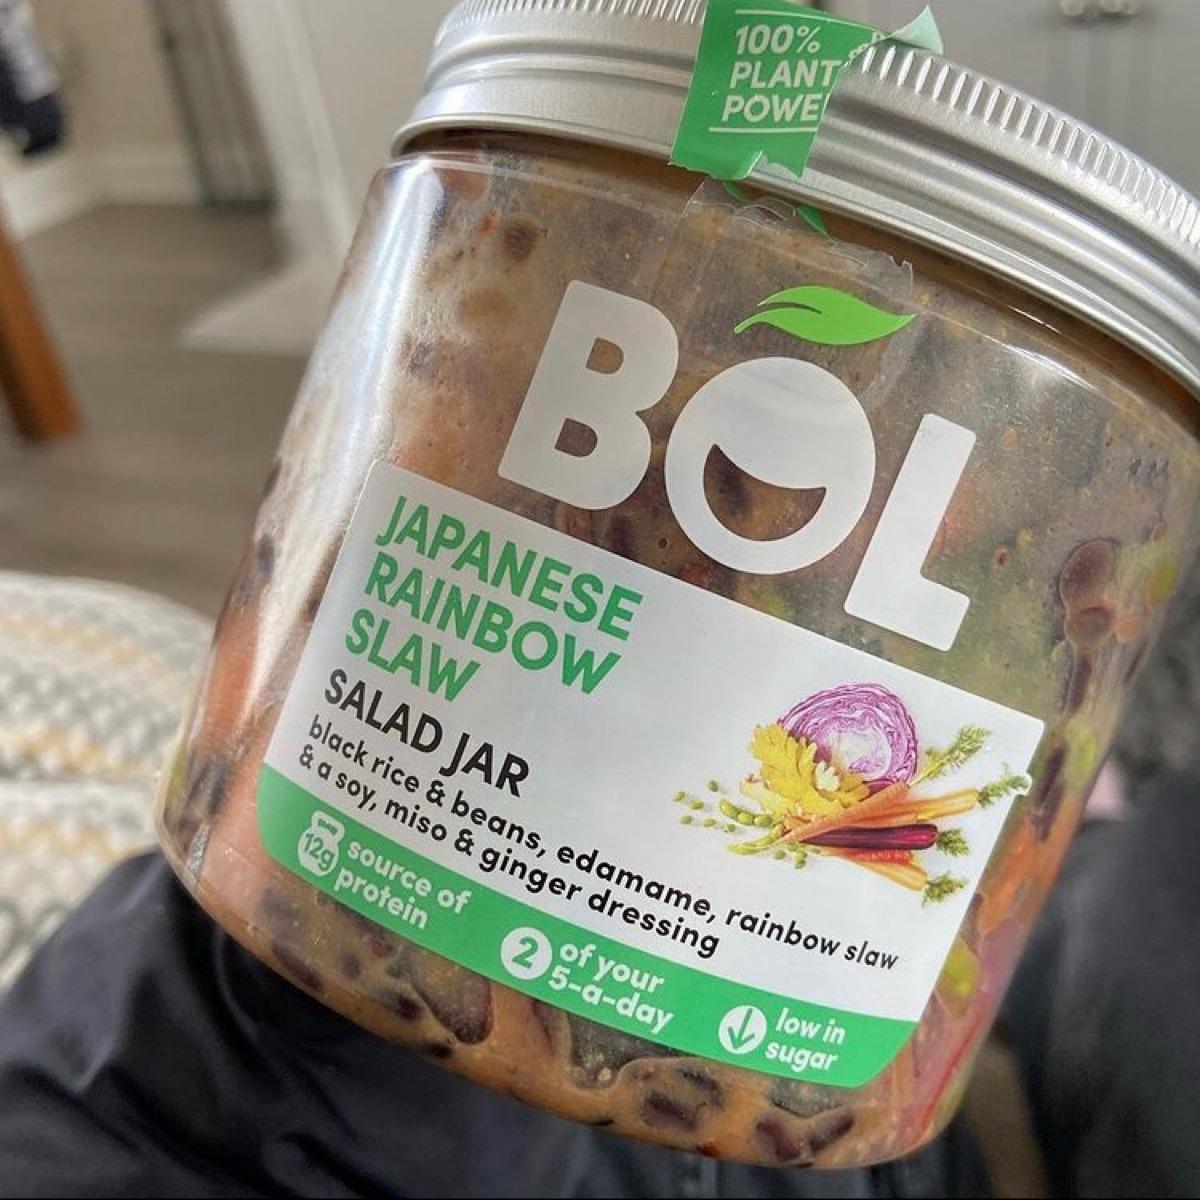 100%
PLANT
POWE
BOL
JAPANESE
RAINBOW
SLAW
SALAD JAR
black rice & beans, edamame, rainbow slaw
& a soy, miso & ginger dressing
12g source of
protein
2 of your
5-a-day
low in
sugar